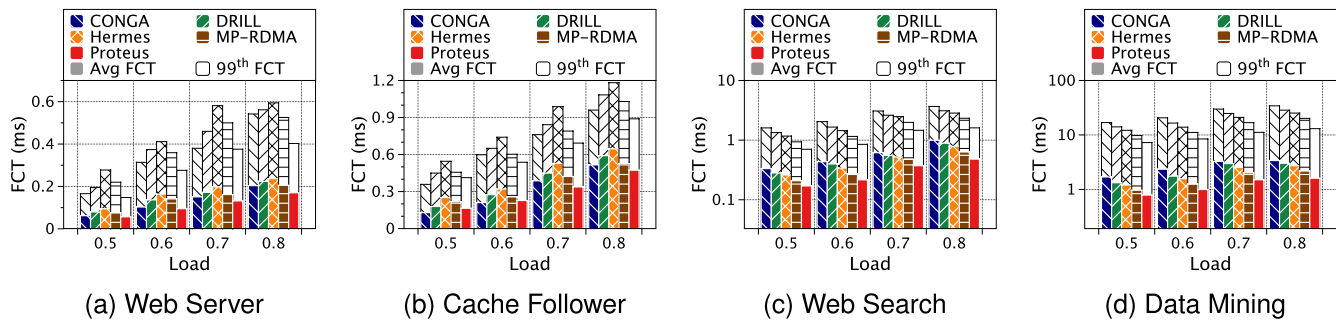 CONGA DRILL
Hermes MP-RDMA
Proteus
Avg FCT 99th FCT
FCT (ms)
0.6
0.4
0.2
0
0.5 0.6 0.7 0.8
Load
(a) Web Server
CONGA DRILL
Hermes MP-RDMA
Proteus
Avg FCT 99th FCT
FCT (ms)
1.2
0.9
0.6
0.3
0
0.5 0.6 0.7 0.8
Load
(b) Cache Follower
CONGA DRILL
Hermes MP-RDMA
Proteus
Avg FCT 99th FCT
FCT (ms)
10
1
0.1
0.5 0.6 0.7 0.8
Load
(c) Web Search
CONGA DRILL
Hermes MP-RDMA
Proteus
Avg FCT 99th FCT
FCT (ms)
100
10
1
0.5 0.6 0.7 0.8
Load
(d) Data Mining